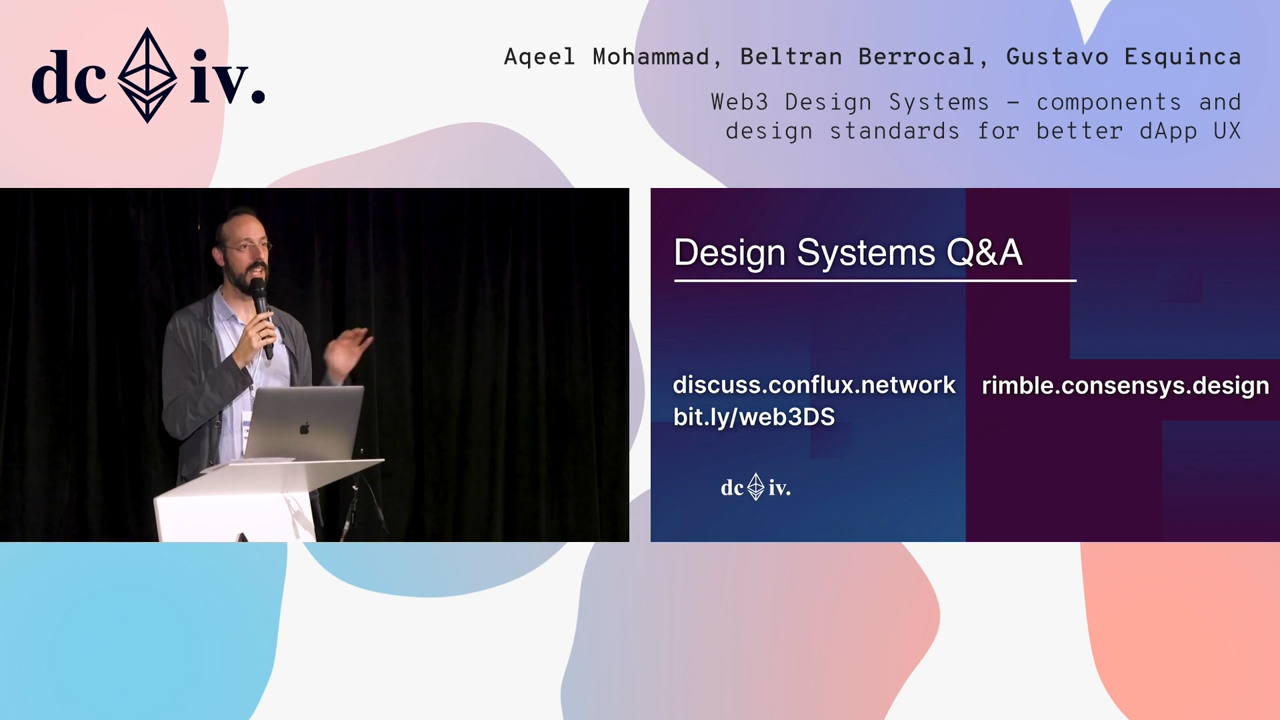 dc iv.
Aqeel Mohammad, Beltran Berrocal, Gustavo Esquinca
Web3 Design Systems – components and
design standards for better dApp UX
Design Systems Q&A
discuss.conflux.network
bit.ly/web3DS
rimble.consensys.design
dc iv.